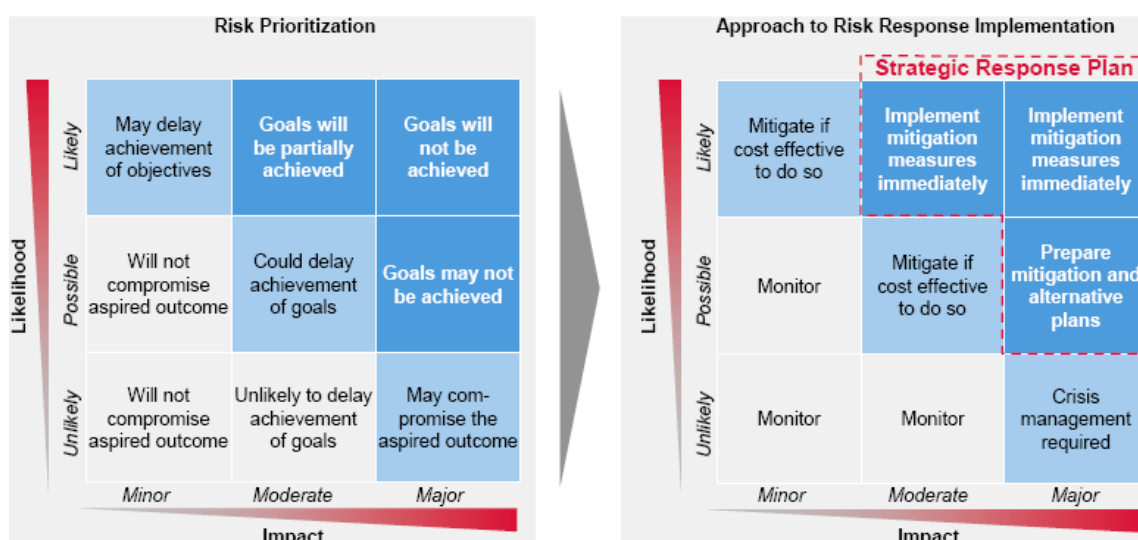 Risk Prioritization
Likelihood
Likely
May delay
achievement
of objectives
Goals will
be partially
achieved
Goals will
not be
achieved
Possible
Will not
compromise
aspired outcome
Could delay
achievement
of goals
Goals may not
be achieved
Unlikely
Will not
compromise
aspired outcome
Unlikely to delay
achievement
of goals
May com-
promise the
aspired outcome
Minor
Moderate
Major
Impact
Approach to Risk Response Implementation
Strategic Response Plan
Likelihood
Likely
Mitigate if
cost effective
to do so
Implement
mitigation
measures
immediately
Implement
mitigation
measures
immediately
Possible
Monitor
Mitigate if
cost effective
to do so
Prepare
mitigation and
alternative
plans
Unlikely
Monitor
Monitor
Crisis
management
required
Minor
Moderate
Major
Impact